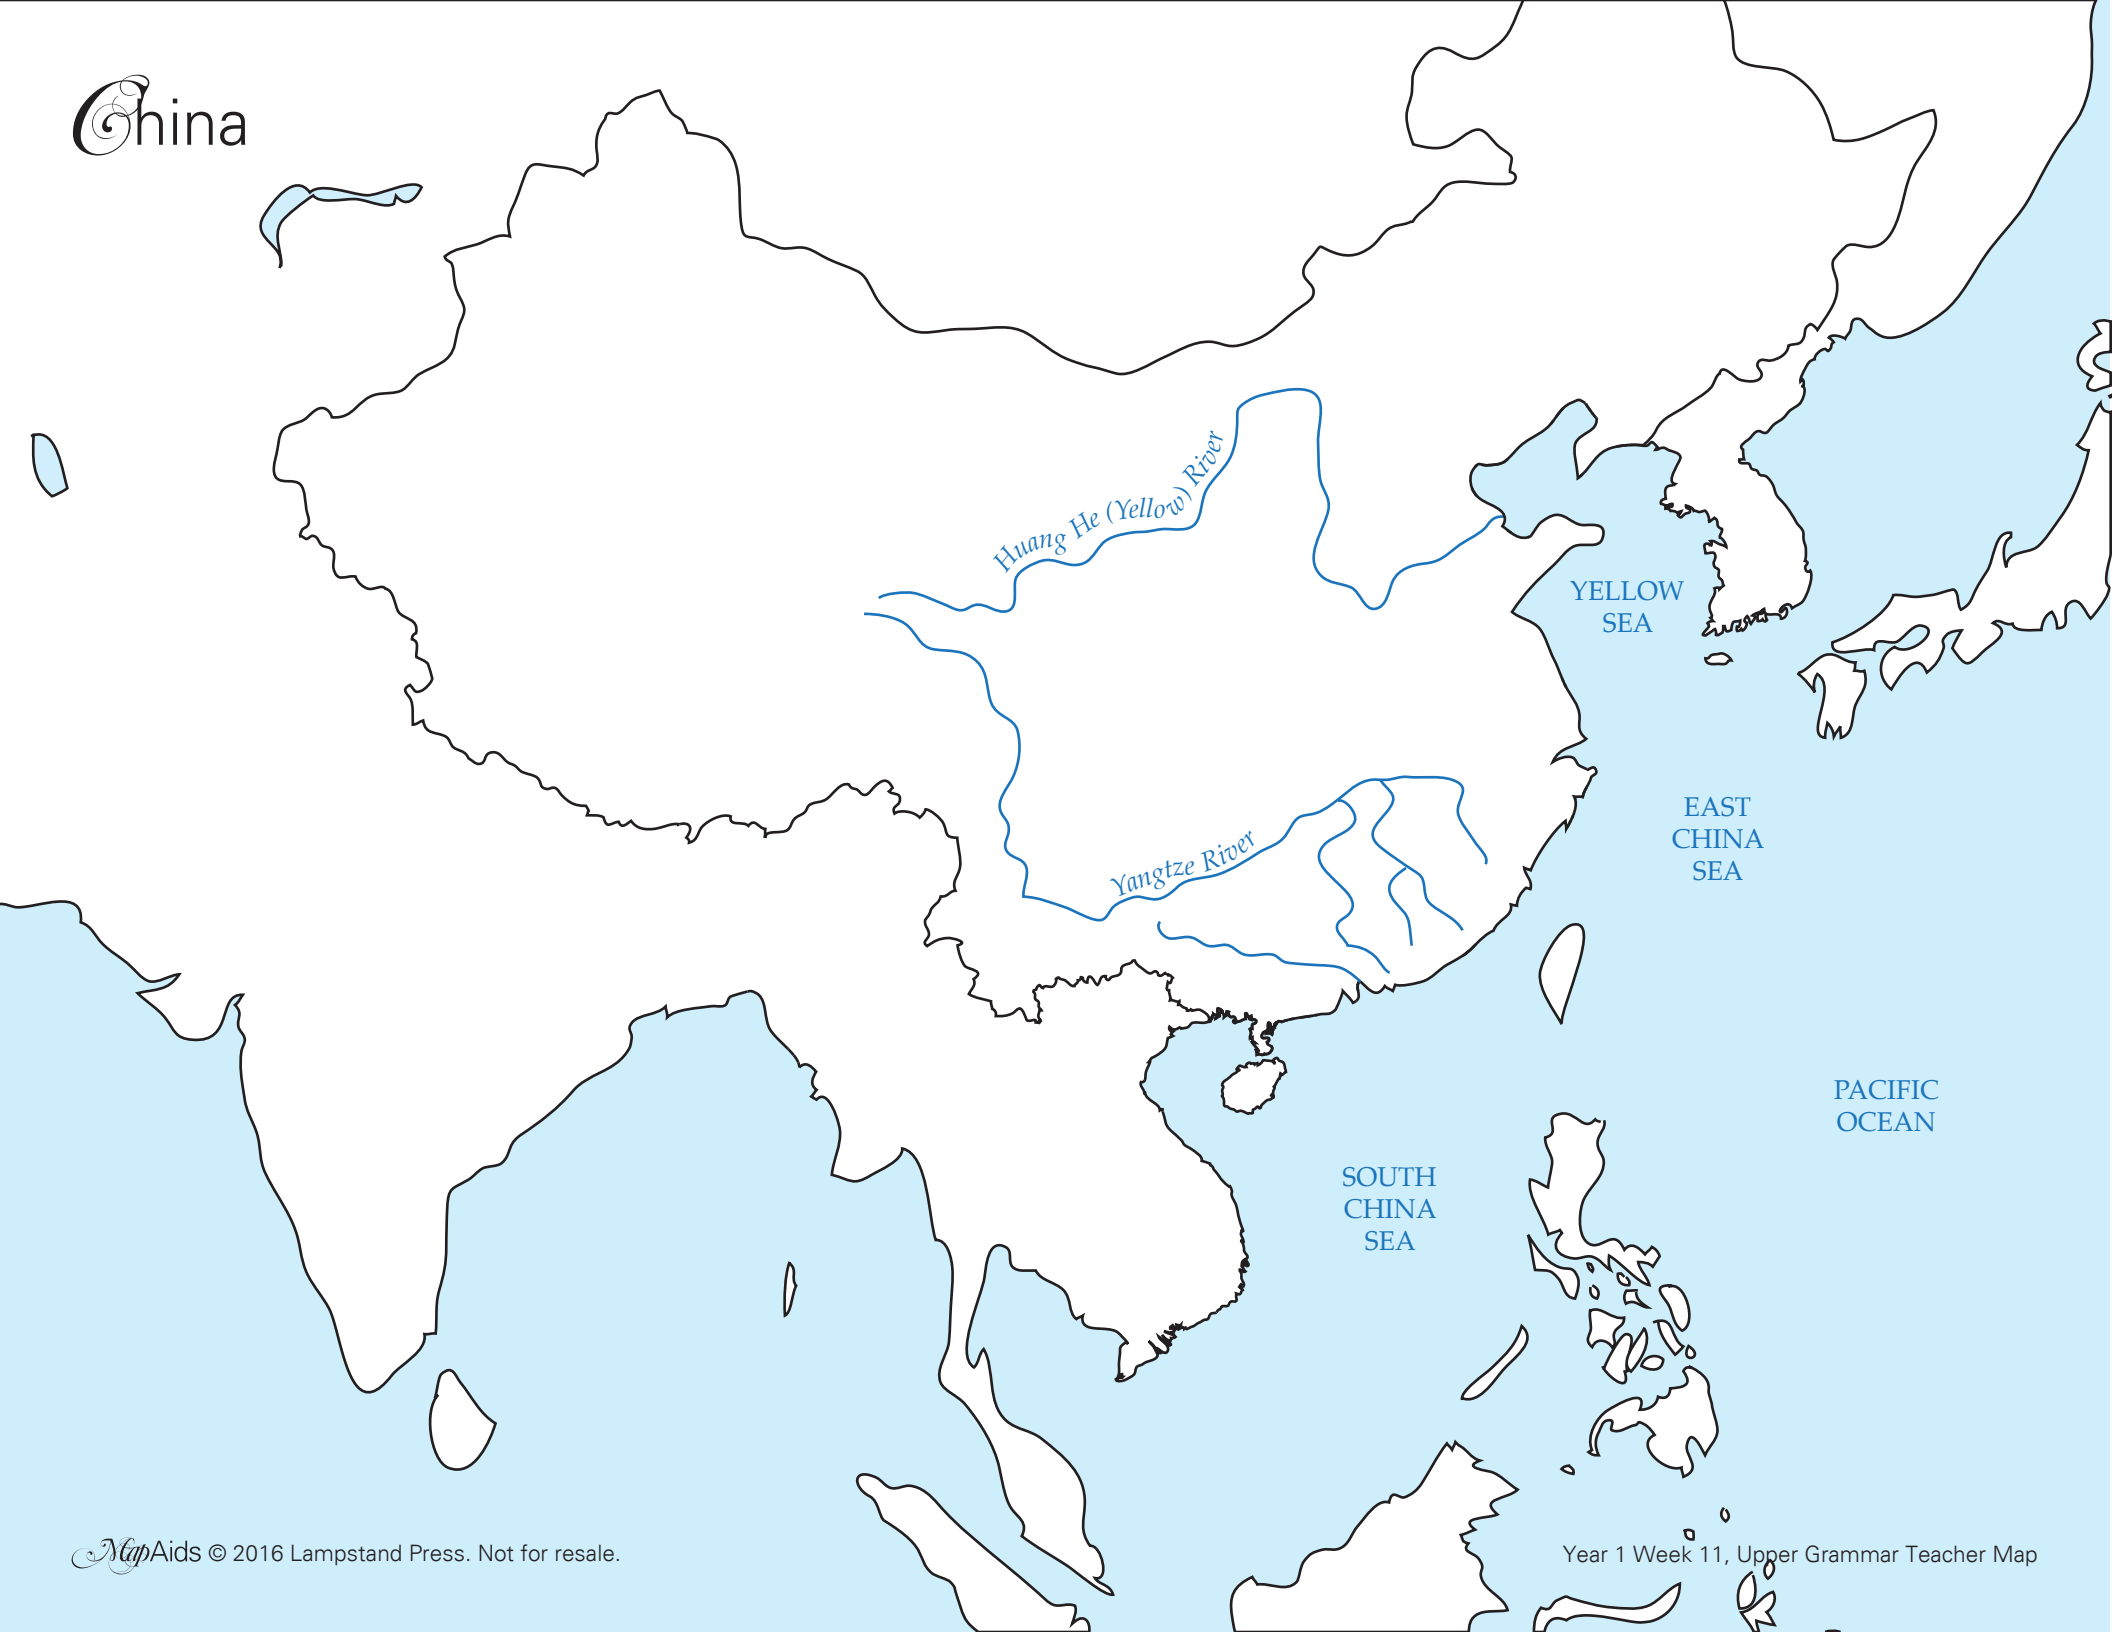 China
Huang He (Yellow) River
YELLOW
SEA
EAST
CHINA
SEA
Yangtze River
PACIFIC
OCEAN
SOUTH
CHINA
SEA
MapAids © 2016 Lampstand Press. Not for resale.
Year 1 Week 11, Upper Grammar Teacher Map